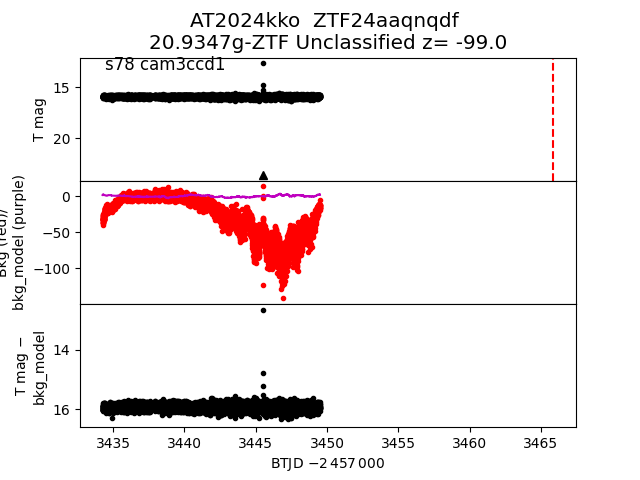 AT2024kko ZTF24aaqnqdf
20.9347g-ZTF Unclassified z= -99.0
s78 cam3ccd1
T mag
15
20
Bkg (red)/
bkg_model (purple)
0
−50
−100
T mag −
bkg_model
14
16
3435 3440 3445 3450 3455 3460 3465
BTJD −2 457 000